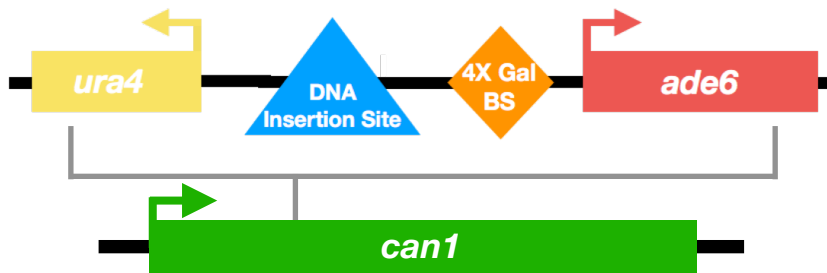 ura4
DNA
Insertion Site
4X Gal
BS
ade6
can1